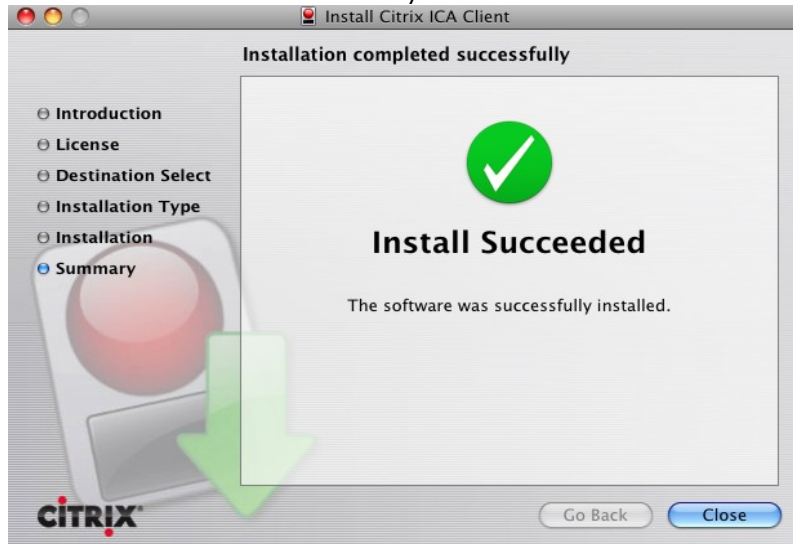 Install Citrix ICA Client
Installation completed successfully
Introduction
License
Destination Select
Installation Type
Installation
Summary
Install Succeeded
The software was successfully installed.
CITRIX
Go Back
Close